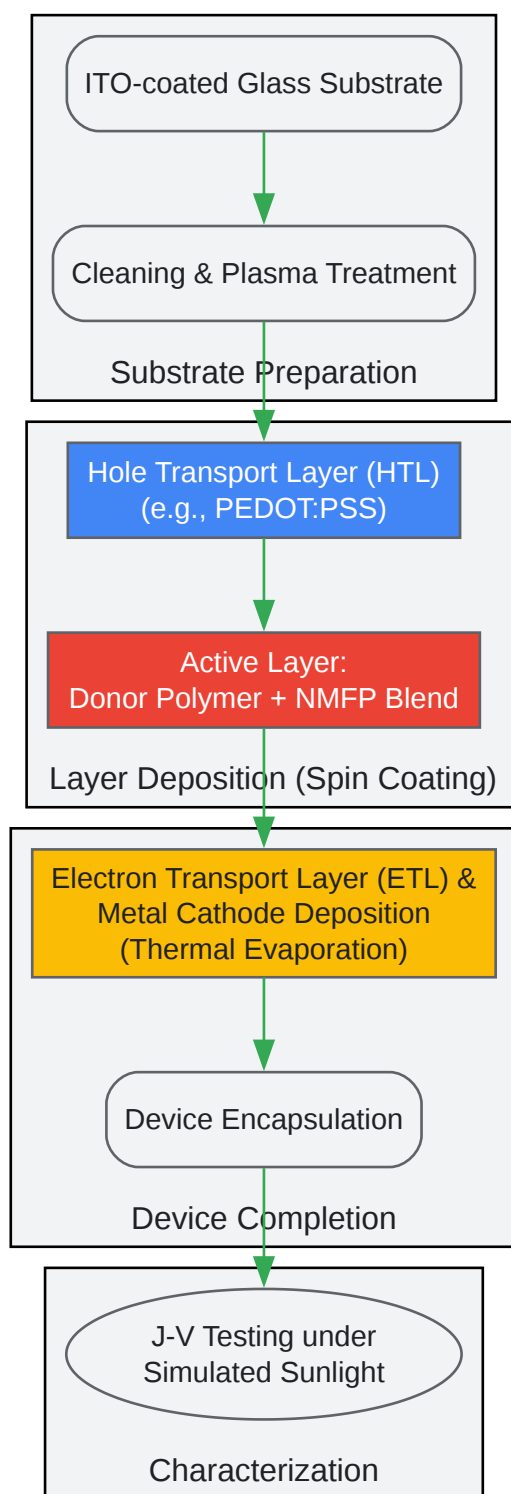 ITO-coated Glass Substrate
Cleaning & Plasma Treatment
Substrate Preparation
Hole Transport Layer (HTL)
(e.g., PEDOT:PSS)
Active Layer:
Donor Polymer + NMFP Blend
Layer Deposition (Spin Coating)
Electron Transport Layer (ETL) &
Metal Cathode Deposition
(Thermal Evaporation)
Device Encapsulation
Device Completion
J-V Testing under
Simulated Sunlight
Characterization